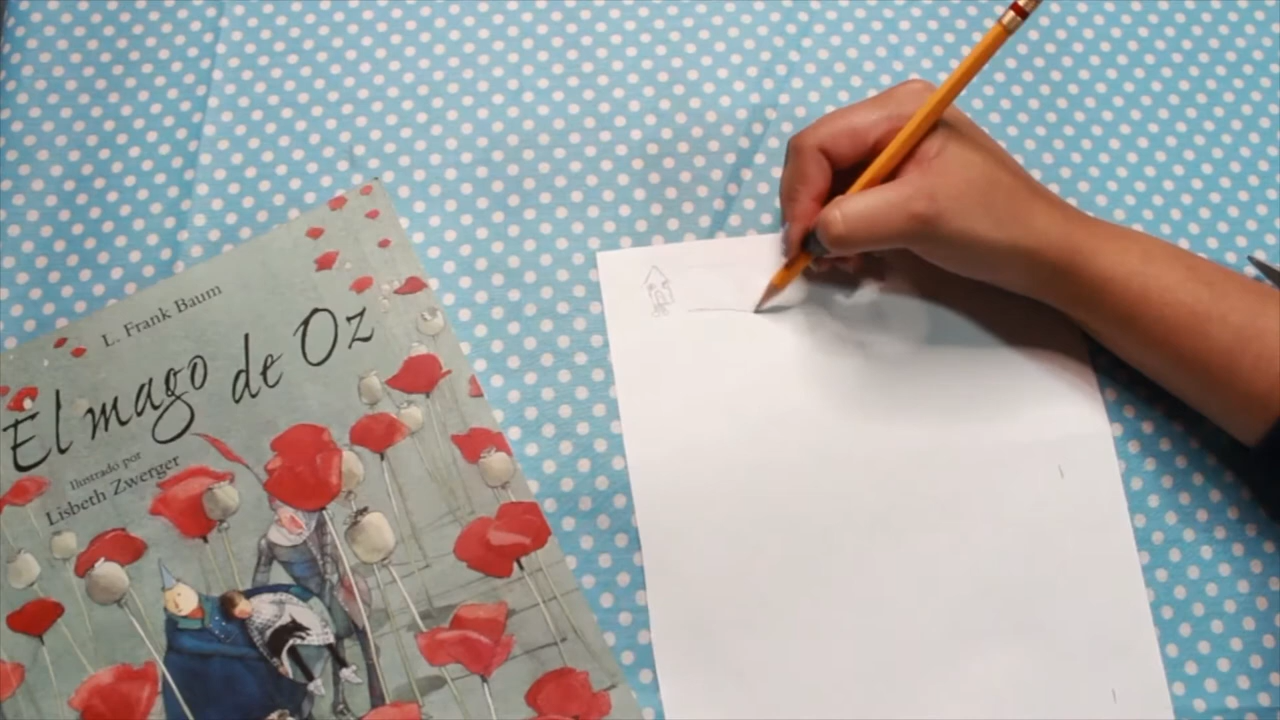 L. Frank Baum
El mago de Oz
Ilustrado por
Lisbeth Zwerger